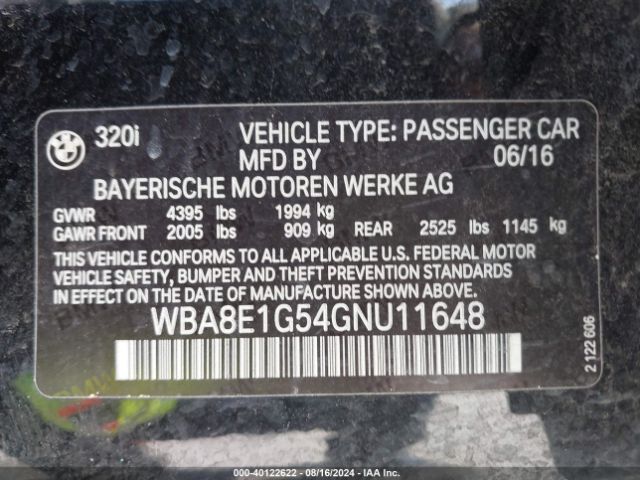 320i VEHICLE TYPE: PASSENGER CAR
MFD BY 06/16
BAYERISCHE MOTOREN WERKE AG
GVWR 4395 lbs 1994 kg
GAWR FRONT 2005 lbs 909 kg REAR 2525 lbs 1145 kg
THIS VEHICLE CONFORMS TO ALL APPLICABLE U.S. FEDERAL MOTOR
VEHICLE SAFETY, BUMPER AND THEFT PREVENTION STANDARDS
IN EFFECT ON THE DATE OF MANUFACTURE SHOWN ABOVE.
WBA8E1G54GNU11648
2 122 606
000-40122622 - 08/16/2024 - IAA Inc.